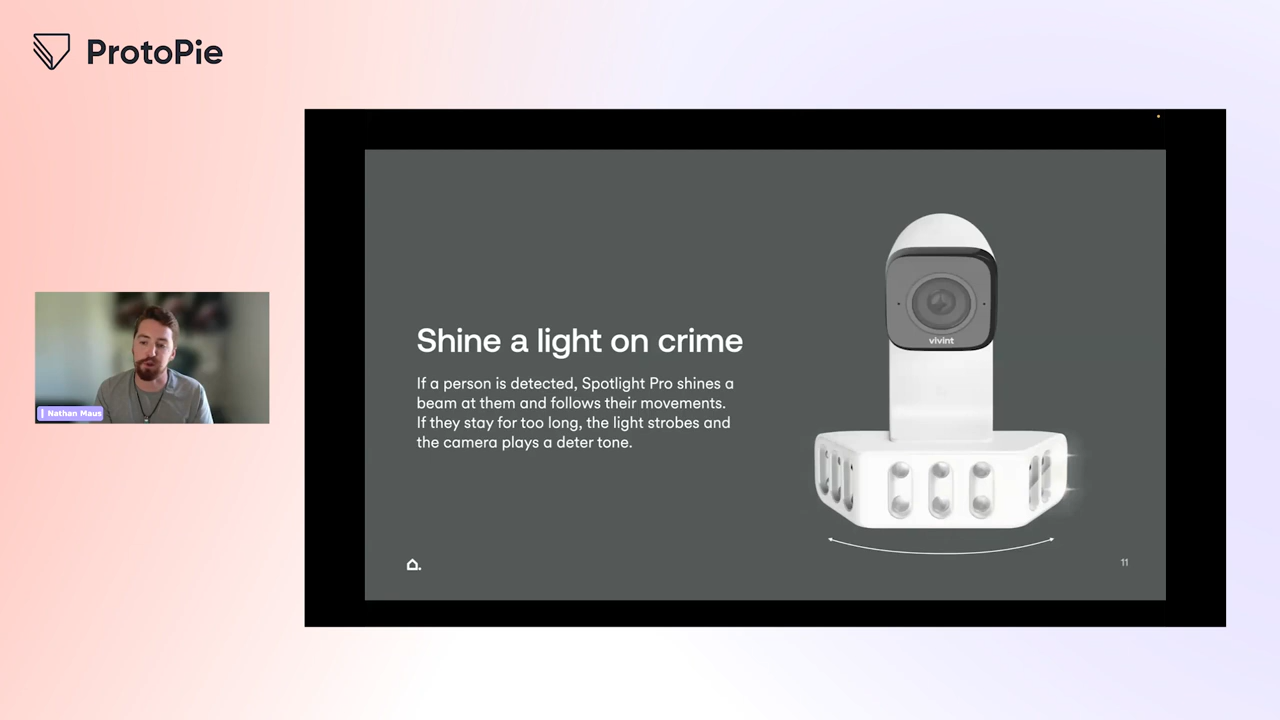 ProtoPie
Nathan Maus
Shine a light on crime
If a person is detected, Spotlight Pro shines a
beam at them and follows their movements.
If they stay for too long, the light strobes and
the camera plays a deter tone.
vivint
11